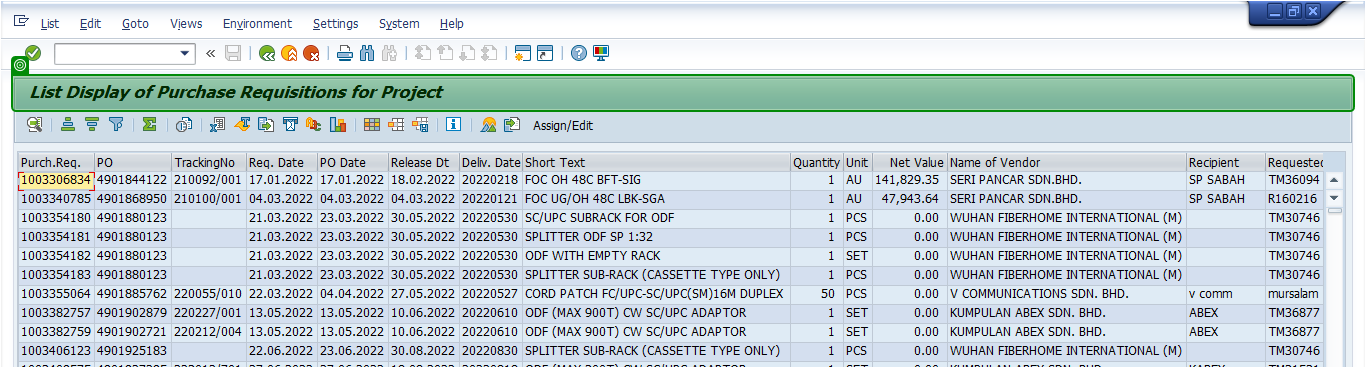 List Edit Goto Views Environment Settings System Help
List Display of Purchase Requisitions for Project
Assign/Edit
Purch.Req. PO TrackingNo Req. Date PO Date Release Dt Deliv. Date Short Text Quantity Unit Net Value Name of Vendor Recipient Requested
1003306834 4901844122 210092/001 17.01.2022 17.01.2022 18.02.2022 20220218 FOC OH 48C BFT-SIG 1 AU 141,829.35 SERI PANCAR SDN.BHD. SP SABAH TM36094
1003340785 4901868950 210100/001 04.03.2022 04.03.2022 04.03.2022 20220121 FOC UG/OH 48C LBK-SGA 1 AU 47,943.64 SERI PANCAR SDN.BHD. SP SABAH R160216
1003354180 4901880123 21.03.2022 23.03.2022 30.05.2022 20220530 SC/UPC SUBRACK FOR ODF 1 PCS 0.00 WUHAN FIBERHOME INTERNATIONAL (M) TM30746
1003354181 4901880123 21.03.2022 23.03.2022 30.05.2022 20220530 SPLITTER ODF SP 1:32 1 PCS 0.00 WUHAN FIBERHOME INTERNATIONAL (M) TM30746
1003354182 4901880123 21.03.2022 23.03.2022 30.05.2022 20220530 ODF WITH EMPTY RACK 1 SET 0.00 WUHAN FIBERHOME INTERNATIONAL (M) TM30746
1003354183 4901880123 21.03.2022 23.03.2022 30.05.2022 20220530 SPLITTER SUB-RACK (CASSETTE TYPE ONLY) 1 PCS 0.00 WUHAN FIBERHOME INTERNATIONAL (M) TM30746
1003355064 4901885762 220055/010 22.03.2022 04.04.2022 27.05.2022 20220527 CORD PATCH FC/UPC-SC/UPC(SM)16M DUPLEX 50 PCS 0.00 V COMMUNICATIONS SDN. BHD. v comm mursalam
1003382757 4901902879 220227/001 13.05.2022 13.05.2022 10.06.2022 20220610 ODF (MAX 900T) CW SC/UPC ADAPTOR 1 SET 0.00 KUMPULAN ABEX SDN. BHD. ABEX TM36877
1003382759 4901902721 220212/004 13.05.2022 13.05.2022 10.06.2022 20220610 ODF (MAX 900T) CW SC/UPC ADAPTOR 1 SET 0.00 KUMPULAN ABEX SDN. BHD. ABEX TM36877
1003406123 4901925183 22.06.2022 23.06.2022 30.08.2022 20220830 SPLITTER SUB-RACK (CASSETTE TYPE ONLY) 1 PCS 0.00 WUHAN FIBERHOME INTERNATIONAL (M) TM30746